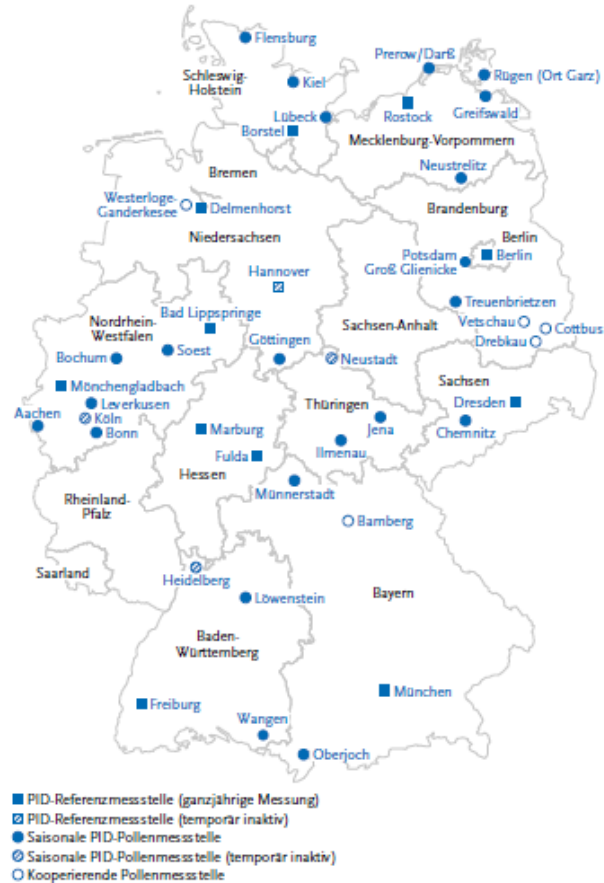 Flensburg
Prerow/Darß
Schleswig-
Holstein
Kiel
Rügen (Ort Garz)
Lübeck
Rostock
Greifswald
Borstel
Mecklenburg-Vorpommern
Bremen
Neustrelitz
Westerloge-
Ganderkesee
Delmenhorst
Brandenburg
Niedersachsen
Berlin
Potsdam
Groß Glienicke
Berlin
Hannover
Treuenbrietzen
Bad Lippspringe
Nordrhein-
Westfalen
Vetschau
Cottbus
Sachsen-Anhalt
Göttingen
Drebkau
Soest
Bochum
Neustadt
Sachsen
Mönchengladbach
Leverkusen
Thüringen
Dresden
Aachen
Köln
Jena
Chemnitz
Bonn
Marburg
Ilmenau
Fulda
Hessen
Münnerstadt
Rheinland-
Pfalz
Bamberg
Saarland
Heidelberg
Löwenstein
Bayern
Baden-
Württemberg
München
Freiburg
Wangen
Oberjoch
PID-Referenzmessstelle (ganzjährige Messung)
PID-Referenzmessstelle (temporär inaktiv)
Saisonale PID-Pollenmessstelle
Saisonale PID-Pollenmessstelle (temporär inaktiv)
Kooperierende Pollenmessstelle